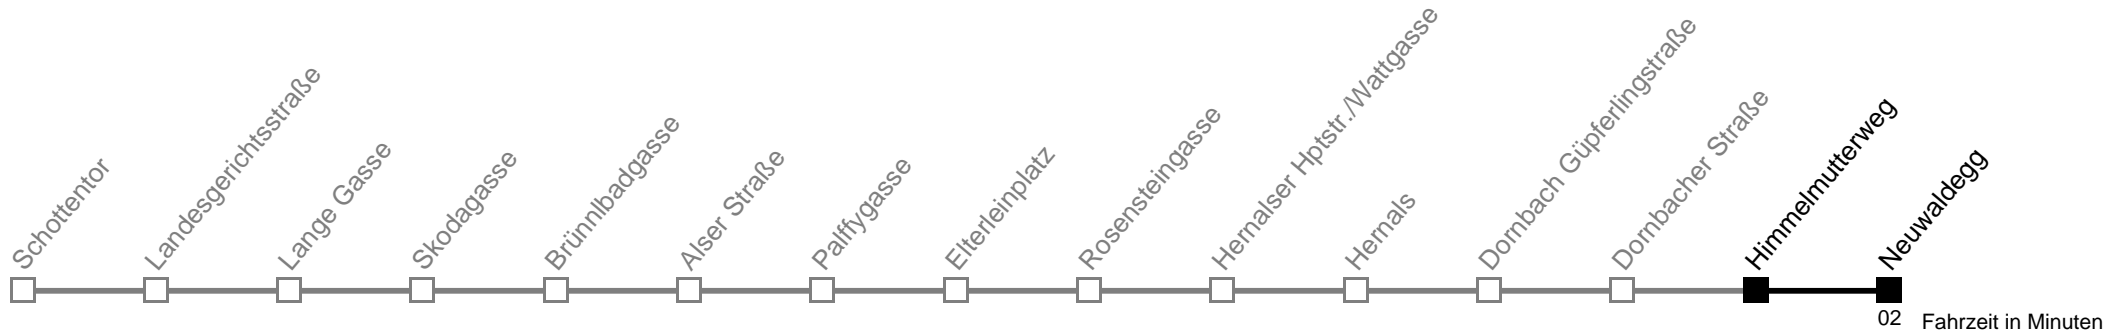 Schottentor
Landesgerichtsstraße
Lange Gasse
Skodagasse
Brünnlbadgasse
Alser Straße
Palffygasse
Elterleinplatz
Rosensteingasse
Hernalser Hptstr./Wattgasse
Hernals
Dornbach Güpferlingstraße
Dornbacher Straße
Himmelmutterweg
Neuwaldegg
02 Fahrzeit in Minuten